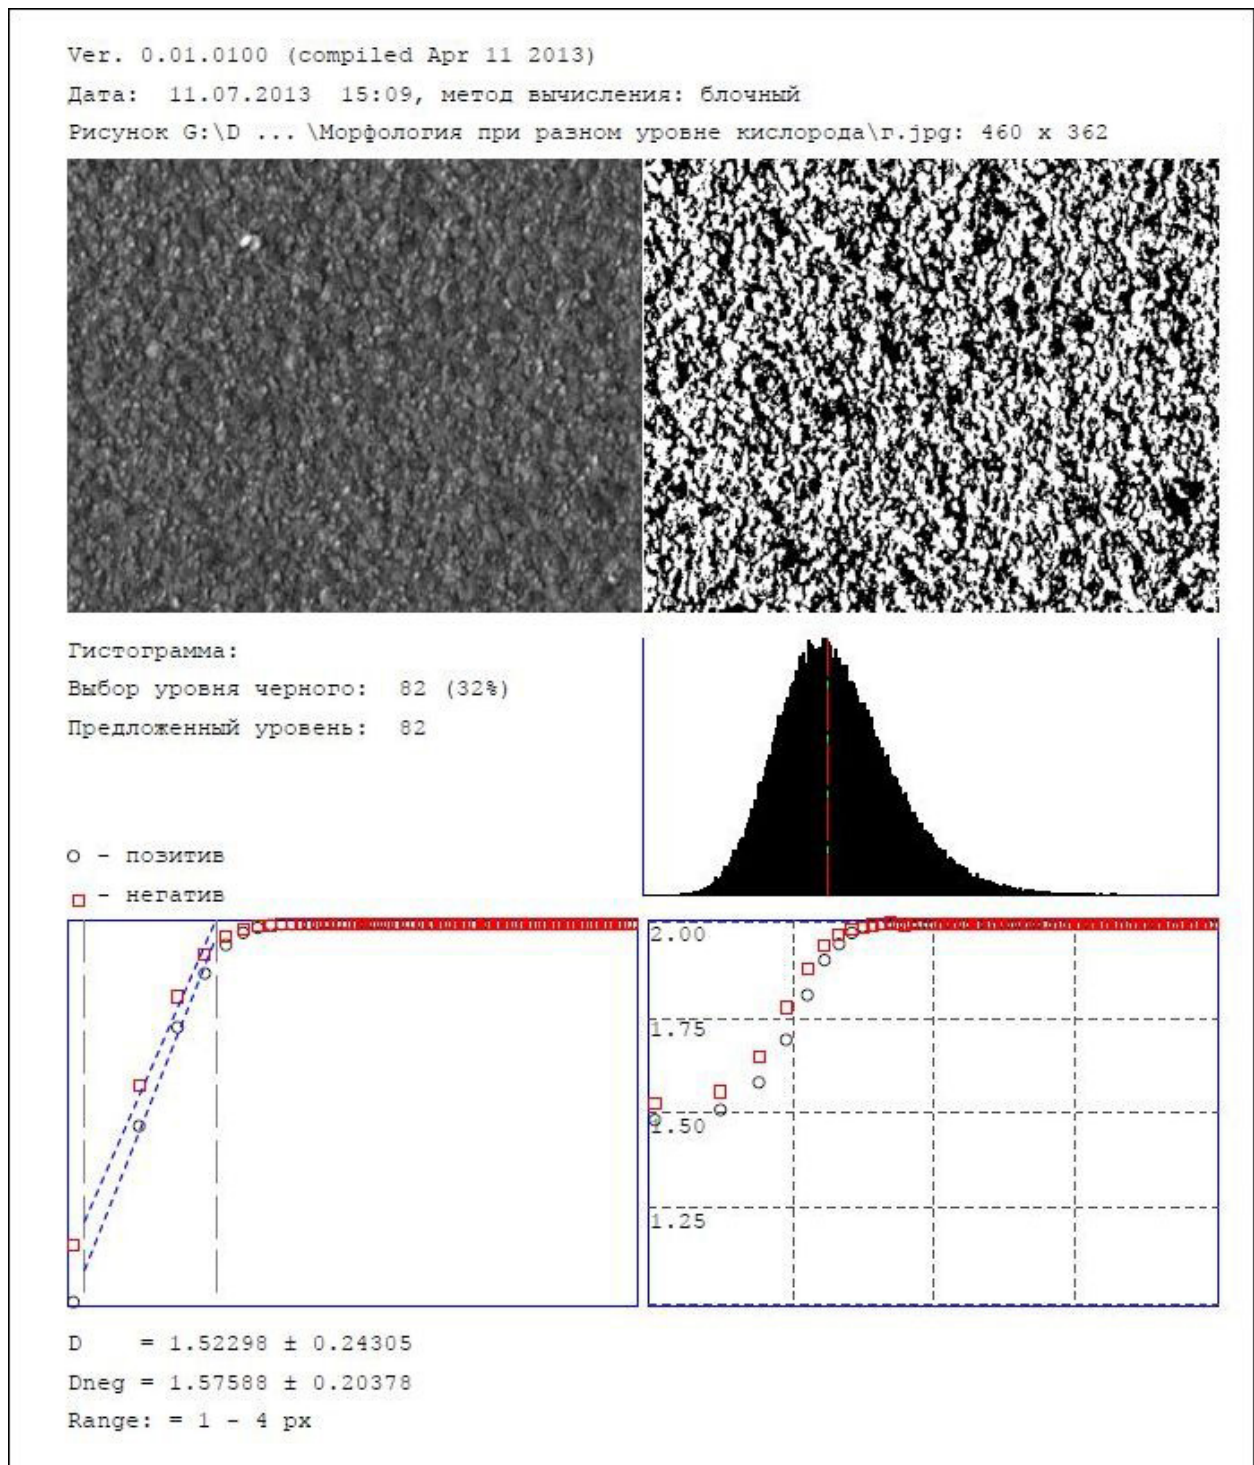 Ver. 0.01.0100 (compiled Apr 11 2013)
Дата:  11.07.2013  15:09, метод вычисления: блочный
Рисунок G:\D ... \Морфология при разном уровне кислорода\г.jpg: 460 x 362
Гистограмма:
Выбор уровня черного:  82 (32%)
Предложенный уровень:  82
- позитив
- негатив
2.00
1.75
1.50
1.25
D    = 1.52298 ± 0.24305
Dneg = 1.57588 ± 0.20378
Range: = 1 - 4 px